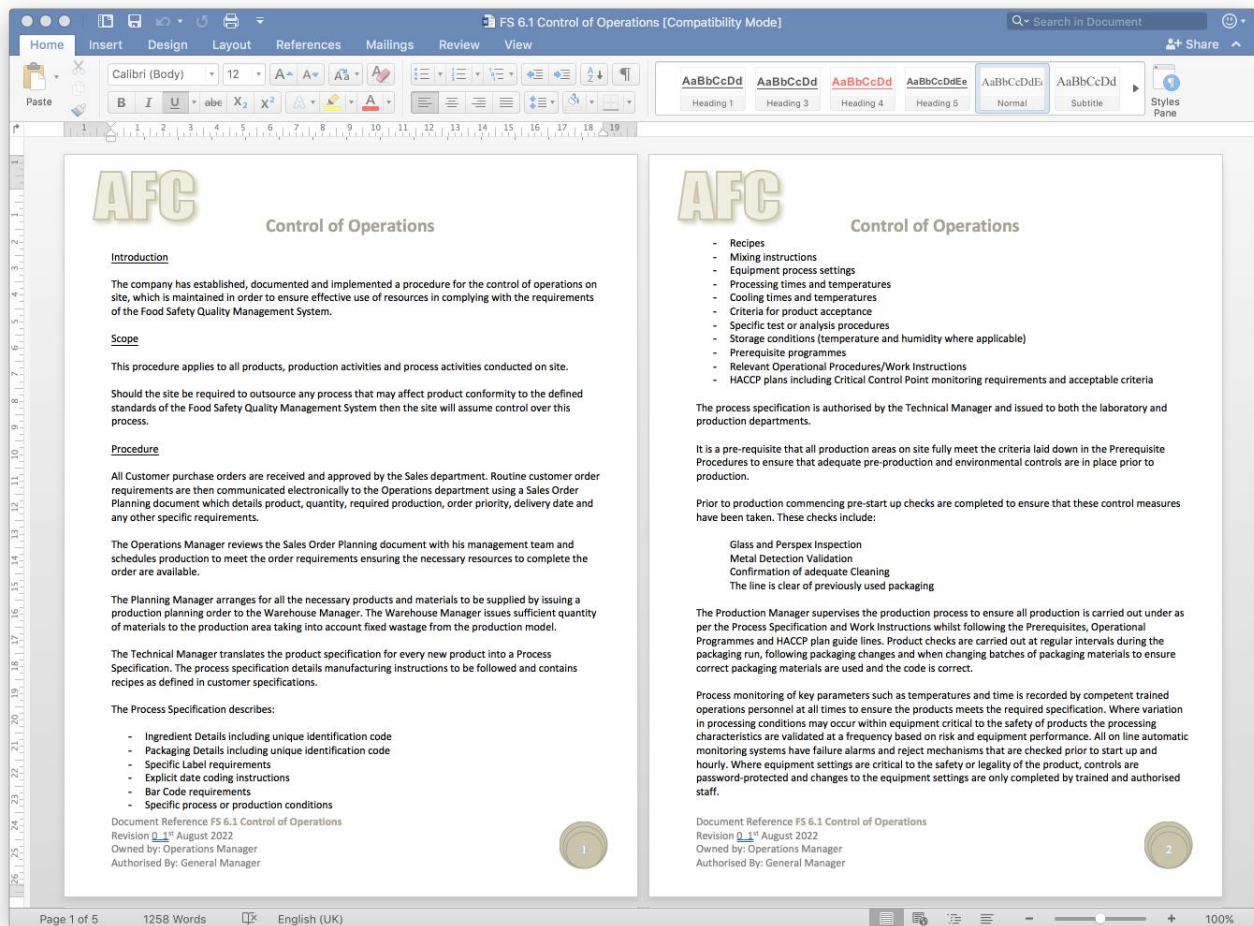 FS 6.1 Control of Operations [Compatibility Mode]
Search in Document
Home Insert Design Layout References Mailings Review View
Share
Paste
Calibri (Body) 12
B I U abc X₂ X²
AaBbCcDd AaBbCcDd AaBbCcDd AaBbCcDdEe AaBbCcDdEe AaBbCcDd
Heading 1 Heading 3 Heading 4 Heading 5 Normal Subtitle
Styles Pane
AFC
Control of Operations
Introduction
The company has established, documented and implemented a procedure for the control of operations on
site, which is maintained in order to ensure effective use of resources in complying with the requirements
of the Food Safety Quality Management System.
Scope
This procedure applies to all products, production activities and process activities conducted on site.
Should the site be required to outsource any process that may affect product conformity to the defined
standards of the Food Safety Quality Management System then the site will assume control over this
process.
Procedure
All Customer purchase orders are received and approved by the Sales department. Routine customer order
requirements are then communicated electronically to the Operations department using a Sales Order
Planning document which details product, quantity, required production, order priority, delivery date and
any other specific requirements.
The Operations Manager reviews the Sales Order Planning document with his management team and
schedules production to meet the order requirements ensuring the necessary resources to complete the
order are available.
The Planning Manager arranges for all the necessary products and materials to be supplied by issuing a
production planning order to the Warehouse Manager. The Warehouse Manager issues sufficient quantity
of materials to the production area taking into account fixed wastage from the production model.
The Technical Manager translates the product specification for every new product into a Process
Specification. The process specification details manufacturing instructions to be followed and contains
recipes as defined in customer specifications.
The Process Specification describes:
- Ingredient Details including unique identification code
- Packaging Details including unique identification code
- Specific Label requirements
- Explicit date coding instructions
- Bar Code requirements
- Specific process or production conditions
Document Reference FS 6.1 Control of Operations
Revision 0 1st August 2022
Owned by: Operations Manager
Authorised By: General Manager
1
AFC
Control of Operations
- Recipes
- Mixing instructions
- Equipment process settings
- Processing times and temperatures
- Cooling times and temperatures
- Criteria for product acceptance
- Specific test or analysis procedures
- Storage conditions (temperature and humidity where applicable)
- Prerequisite programmes
- Relevant Operational Procedures/Work Instructions
- HACCP plans including Critical Control Point monitoring requirements and acceptable criteria
The process specification is authorised by the Technical Manager and issued to both the laboratory and
production departments.
It is a pre-requisite that all production areas on site fully meet the criteria laid down in the Prerequisite
Procedures to ensure that adequate pre-production and environmental controls are in place prior to
production.
Prior to production commencing pre-start up checks are completed to ensure that these control measures
have been taken. These checks include:
Glass and Perspex Inspection
Metal Detection Validation
Confirmation of adequate Cleaning
The line is clear of previously used packaging
The Production Manager supervises the production process to ensure all production is carried out under as
per the Process Specification and Work Instructions whilst following the Prerequisites, Operational
Programmes and HACCP plan guide lines. Product checks are carried out at regular intervals during the
packaging run, following packaging changes and when changing batches of packaging materials to ensure
correct packaging materials are used and the code is correct.
Process monitoring of key parameters such as temperatures and time is recorded by competent trained
operations personnel at all times to ensure the products meets the required specification. Where variation
in processing conditions may occur within equipment critical to the safety of products the processing
characteristics are validated at a frequency based on risk and equipment performance. All on line automatic
monitoring systems have failure alarms and reject mechanisms that are checked prior to start up and
hourly. Where equipment settings are critical to the safety or legality of the product, controls are
password-protected and changes to the equipment settings are only completed by trained and authorised
staff.
Document Reference FS 6.1 Control of Operations
Revision 0 1st August 2022
Owned by: Operations Manager
Authorised By: General Manager
2
Page 1 of 5 1258 Words English (UK) 100%